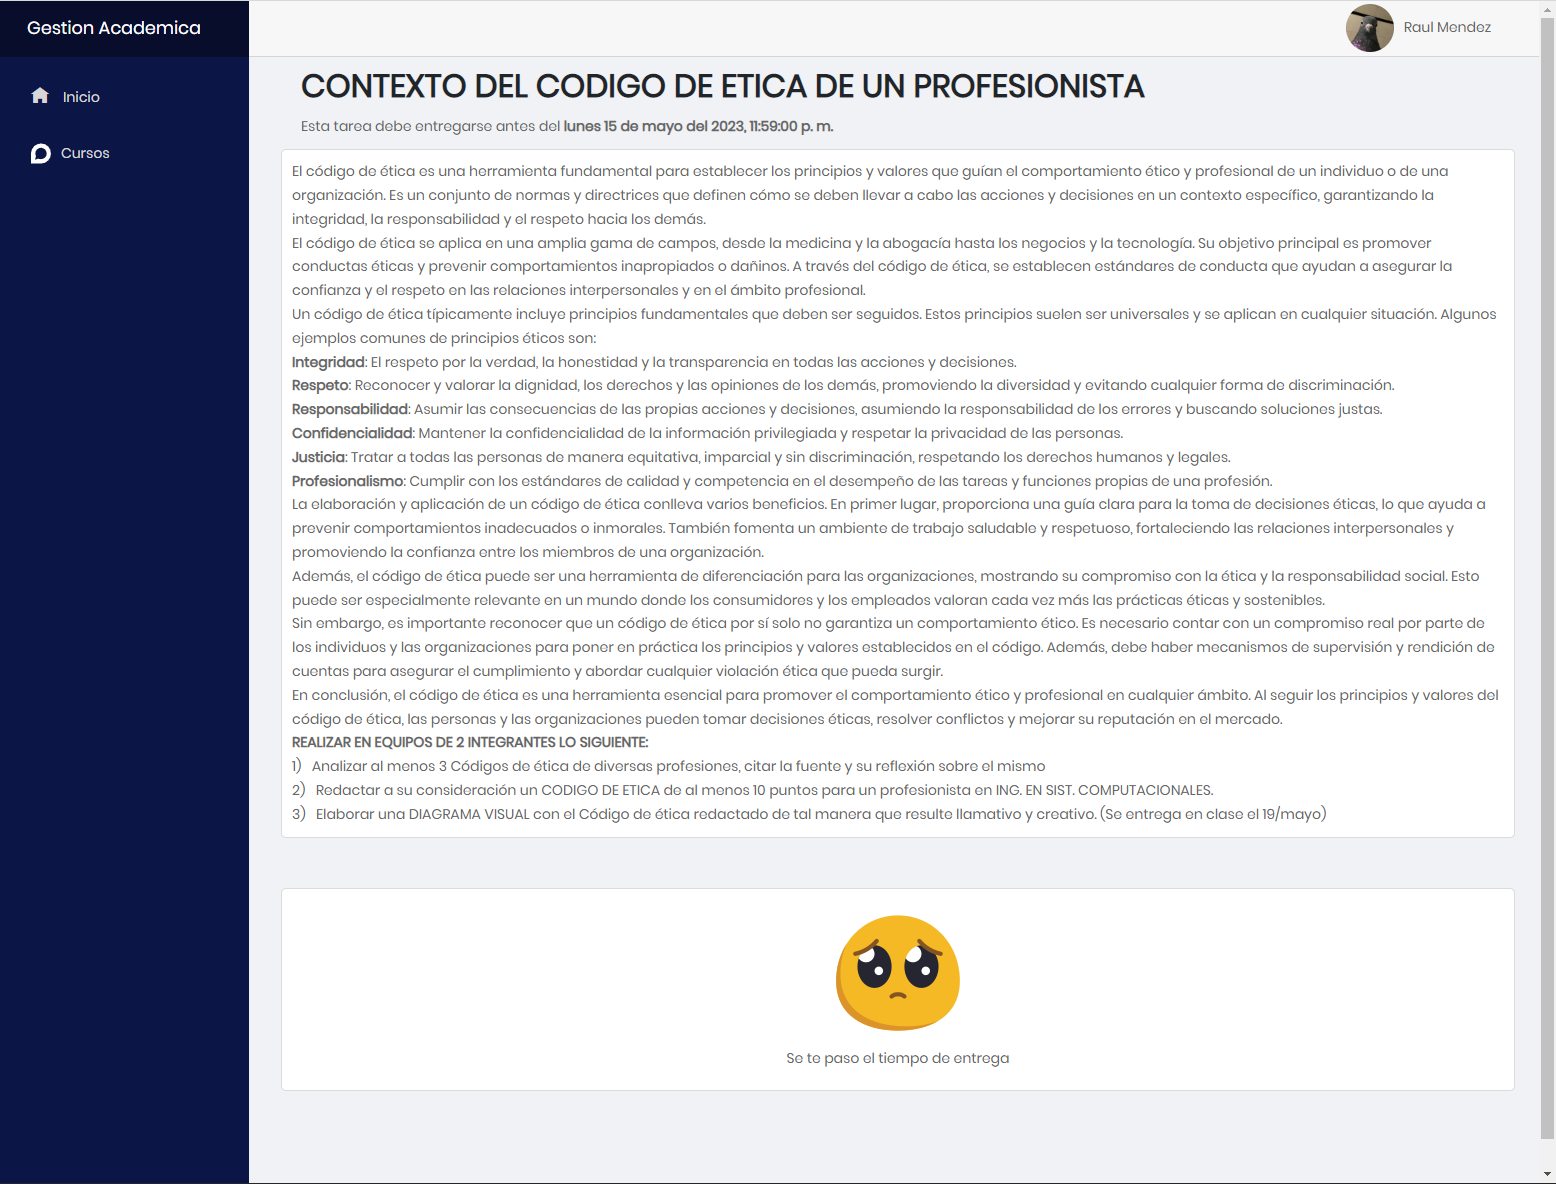 Gestion Academica
Raul Mendez
Inicio
Cursos
CONTEXTO DEL CODIGO DE ETICA DE UN PROFESIONISTA
Esta tarea debe entregarse antes del lunes 15 de mayo del 2023, 11:59:00 p. m.
El código de ética es una herramienta fundamental para establecer los principios y valores que guían el comportamiento ético y profesional de un individuo o de una
organización. Es un conjunto de normas y directrices que definen cómo se deben llevar a cabo las acciones y decisiones en un contexto específico, garantizando la
integridad, la responsabilidad y el respeto hacia los demás.
El código de ética se aplica en una amplia gama de campos, desde la medicina y la abogacía hasta los negocios y la tecnología. Su objetivo principal es promover
conductas éticas y prevenir comportamientos inapropiados o dañinos. A través del código de ética, se establecen estándares de conducta que ayudan a asegurar la
confianza y el respeto en las relaciones interpersonales y en el ámbito profesional.
Un código de ética típicamente incluye principios fundamentales que deben ser seguidos. Estos principios suelen ser universales y se aplican en cualquier situación. Algunos
ejemplos comunes de principios éticos son:
Integridad: El respeto por la verdad, la honestidad y la transparencia en todas las acciones y decisiones.
Respeto: Reconocer y valorar la dignidad, los derechos y las opiniones de los demás, promoviendo la diversidad y evitando cualquier forma de discriminación.
Responsabilidad: Asumir las consecuencias de las propias acciones y decisiones, asumiendo la responsabilidad de los errores y buscando soluciones justas.
Confidencialidad: Mantener la confidencialidad de la información privilegiada y respetar la privacidad de las personas.
Justicia: Tratar a todas las personas de manera equitativa, imparcial y sin discriminación, respetando los derechos humanos y legales.
Profesionalismo: Cumplir con los estándares de calidad y competencia en el desempeño de las tareas y funciones propias de una profesión.
La elaboración y aplicación de un código de ética conlleva varios beneficios. En primer lugar, proporciona una guía clara para la toma de decisiones éticas, lo que ayuda a
prevenir comportamientos inadecuados o inmorales. También fomenta un ambiente de trabajo saludable y respetuoso, fortaleciendo las relaciones interpersonales y
promoviendo la confianza entre los miembros de una organización.
Además, el código de ética puede ser una herramienta de diferenciación para las organizaciones, mostrando su compromiso con la ética y la responsabilidad social. Esto
puede ser especialmente relevante en un mundo donde los consumidores y los empleados valoran cada vez más las prácticas éticas y sostenibles.
Sin embargo, es importante reconocer que un código de ética por sí solo no garantiza un comportamiento ético. Es necesario contar con un compromiso real por parte de
los individuos y las organizaciones para poner en práctica los principios y valores establecidos en el código. Además, debe haber mecanismos de supervisión y rendición de
cuentas para asegurar el cumplimiento y abordar cualquier violación ética que pueda surgir.
En conclusión, el código de ética es una herramienta esencial para promover el comportamiento ético y profesional en cualquier ámbito. Al seguir los principios y valores del
código de ética, las personas y las organizaciones pueden tomar decisiones éticas, resolver conflictos y mejorar su reputación en el mercado.
REALIZAR EN EQUIPOS DE 2 INTEGRANTES LO SIGUIENTE:
1) Analizar al menos 3 Códigos de ética de diversas profesiones, citar la fuente y su reflexión sobre el mismo
2) Redactar a su consideración un CODIGO DE ETICA de al menos 10 puntos para un profesionista en ING. EN SIST. COMPUTACIONALES.
3) Elaborar una DIAGRAMA VISUAL con el Código de ética redactado de tal manera que resulte llamativo y creativo. (Se entrega en clase el 19/mayo)
Se te paso el tiempo de entrega